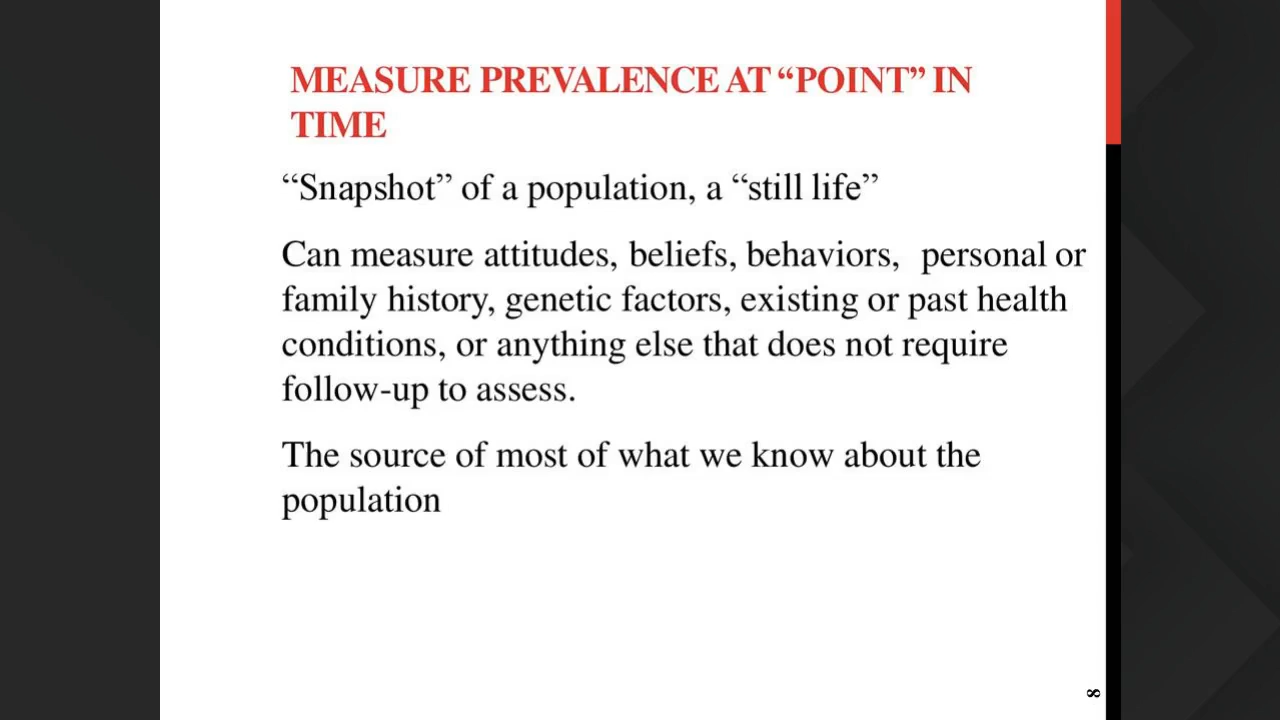 MEASURE PREVALENCE AT “POINT” IN
TIME
“Snapshot” of a population, a “still life”
Can measure attitudes, beliefs, behaviors,  personal or
family history, genetic factors, existing or past health
conditions, or anything else that does not require
follow-up to assess.
The source of most of what we know about the
population
8